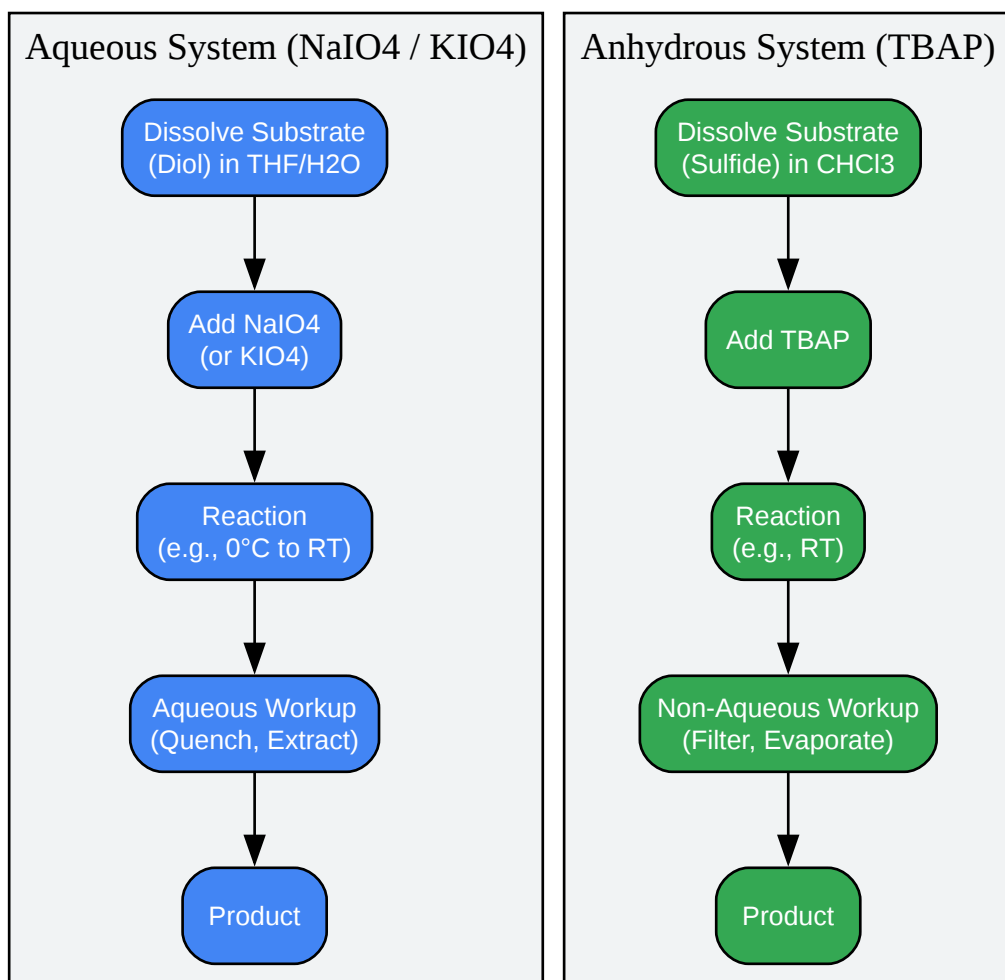 Aqueous System (NaIO4 / KIO4)
Dissolve Substrate
(Diol) in THF/H2O
Add NaIO4
(or KIO4)
Reaction
(e.g., 0°C to RT)
Aqueous Workup
(Quench, Extract)
Product
Anhydrous System (TBAP)
Dissolve Substrate
(Sulfide) in CHCl3
Add TBAP
Reaction
(e.g., RT)
Non-Aqueous Workup
(Filter, Evaporate)
Product